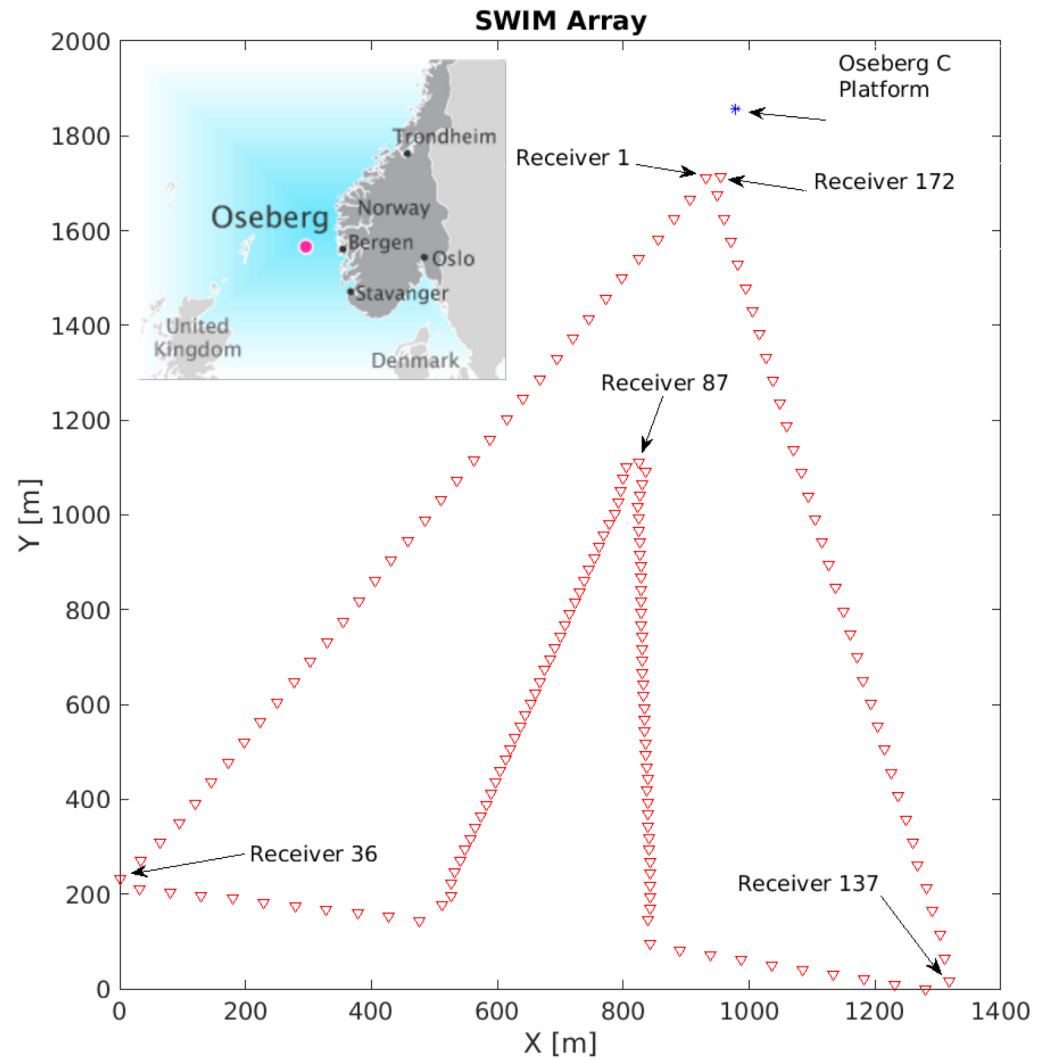 SWIM Array
2000
1800
1600
1400
1200
1000
800
600
400
200
0
Y [m]
Oseberg C
Platform
Receiver 1
Receiver 172
Trondheim
Norway
Oseberg
Bergen
Oslo
Stavanger
United
Kingdom
Denmark
Receiver 87
Receiver 36
Receiver 137
0
200
400
600
800
1000
1200
1400
X [m]